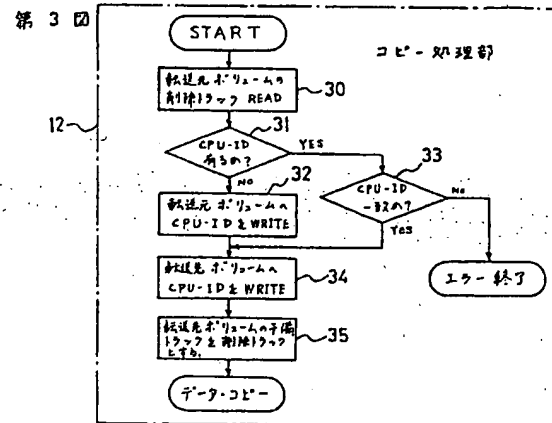 第3図
START
コピー処理部
転送元ボリュームの
削除トラック READ
30
12
31
CPU-ID
有るの?
YES
NO
33
CPU-ID
一致の?
NO
YES
32
転送元ボリュームへ
CPU-IDをWRITE
エラー終了
転送先ボリュームへ
CPU-IDをWRITE
34
転送先ボリュームの予備
トラックを削除トラック
とする。
35
データ・コピー